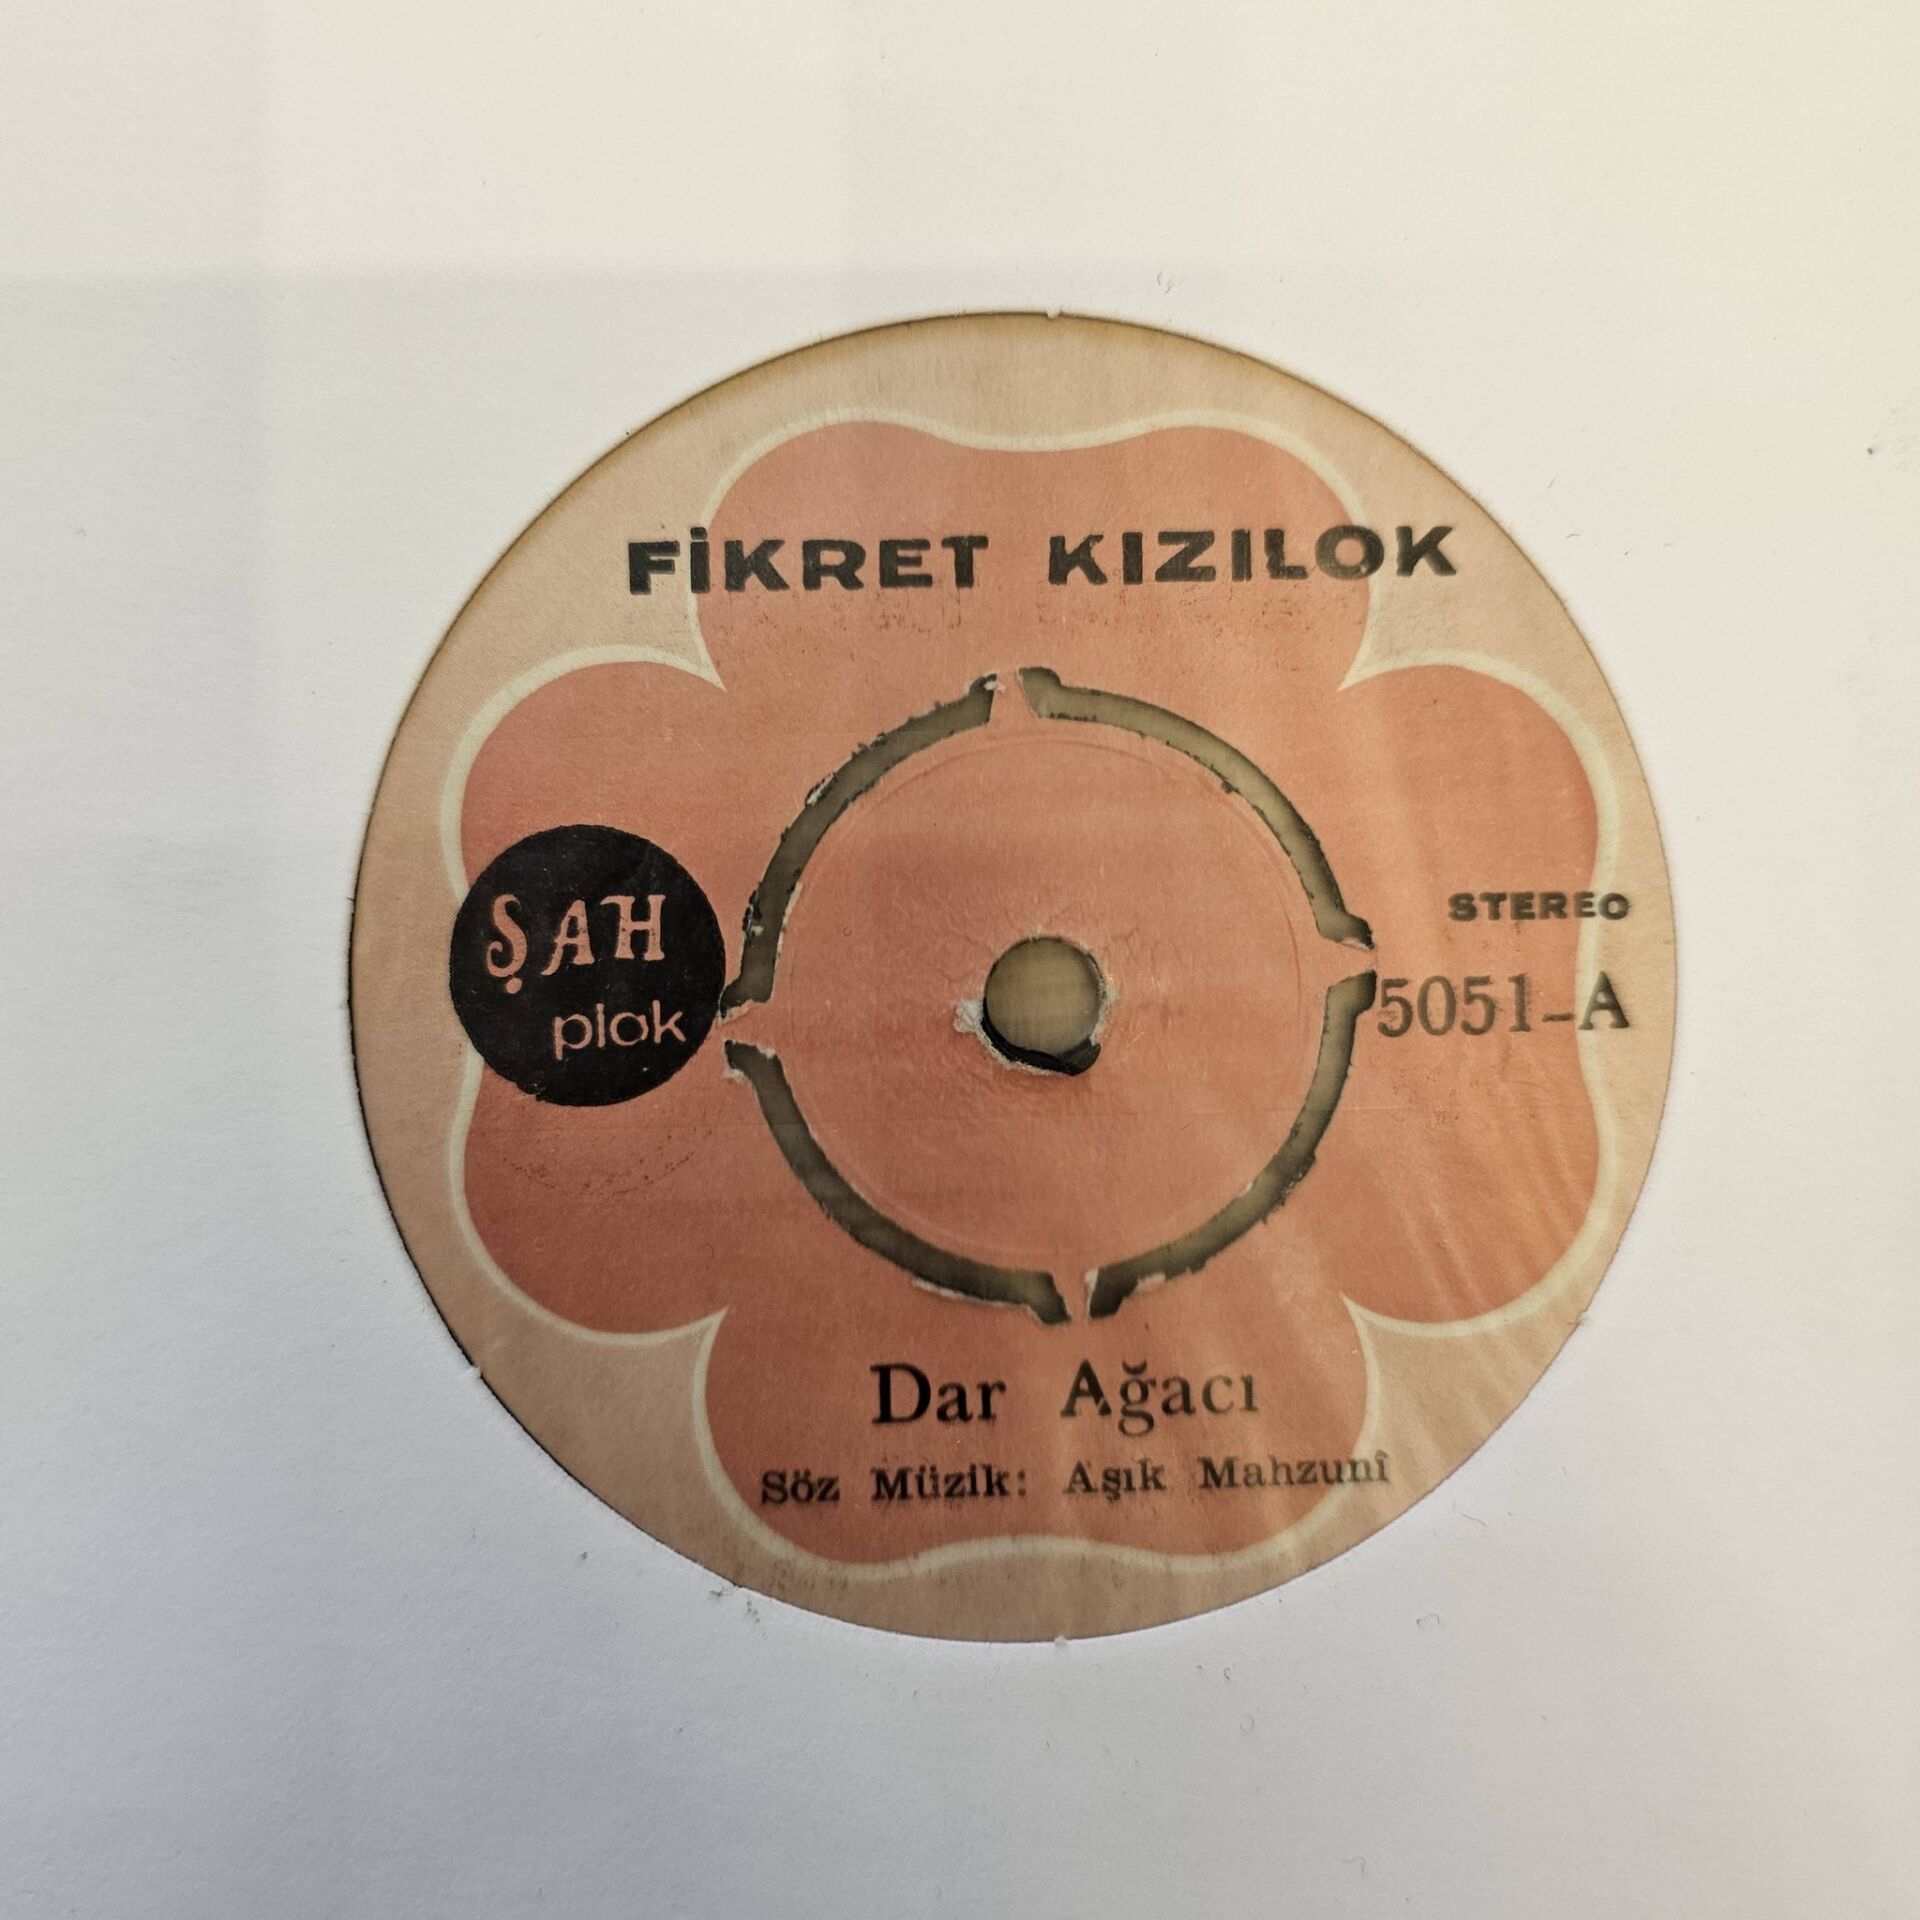 FİKRET KIZILOK
ŞAH
plak
STEREO
5051-A
Dar Ağacı
Söz Müzik: Aşık Mahzunî